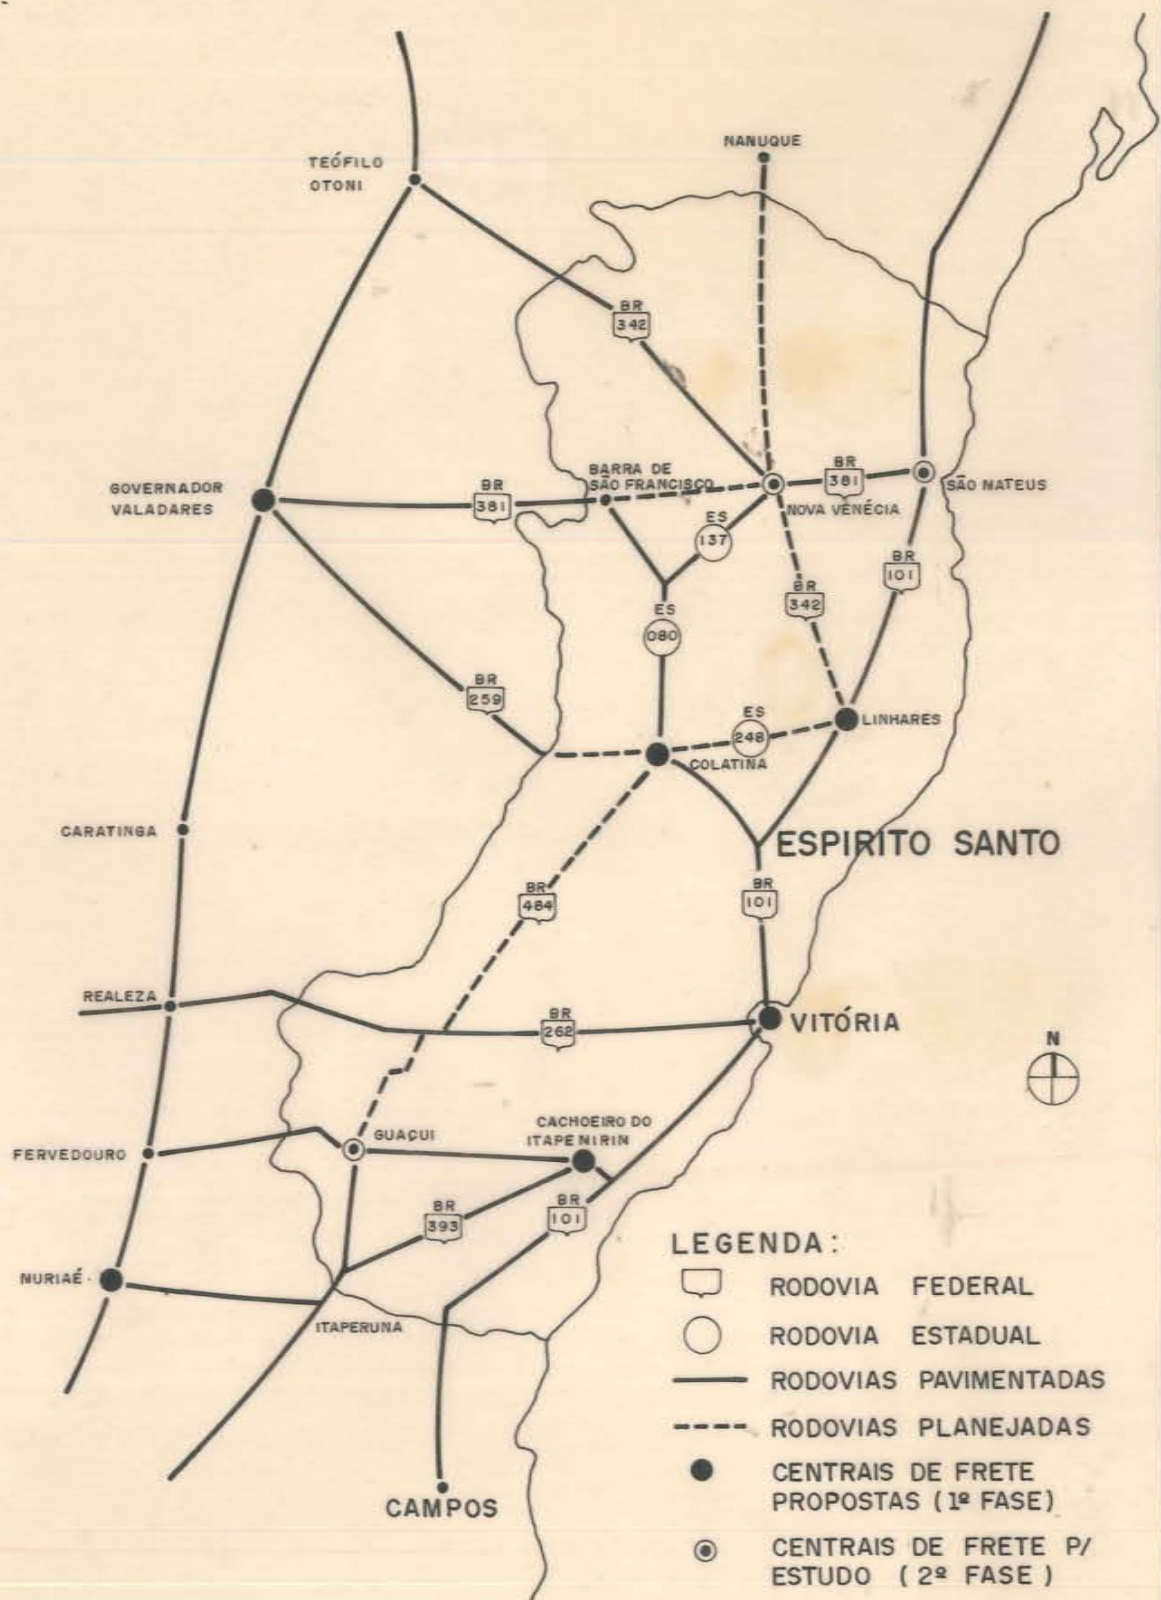 NANUQUE
TEÓFILO
OTONI
BR
342
BARRA DE
SÃO FRANCISCO
BR
381
SÃO MATEUS
GOVERNADOR
VALADARES
BR
381
NOVA VENÉCIA
ES
137
BR
101
BR
342
ES
080
BR
259
ES
248
LINHARES
COLATINA
CARATINGA
ESPIRITO SANTO
BR
484
BR
101
REALEZA
BR
262
VITÓRIA
N
CACHOEIRO DO
ITAPENIRIN
GUAÇUI
FERVEDOURO
BR
393
BR
101
NURIAÉ
ITAPERUNA
CAMPOS
LEGENDA:
RODOVIA FEDERAL
RODOVIA ESTADUAL
RODOVIAS PAVIMENTADAS
RODOVIAS PLANEJADAS
CENTRAIS DE FRETE
PROPOSTAS (1ª FASE)
CENTRAIS DE FRETE P/
ESTUDO (2ª FASE)